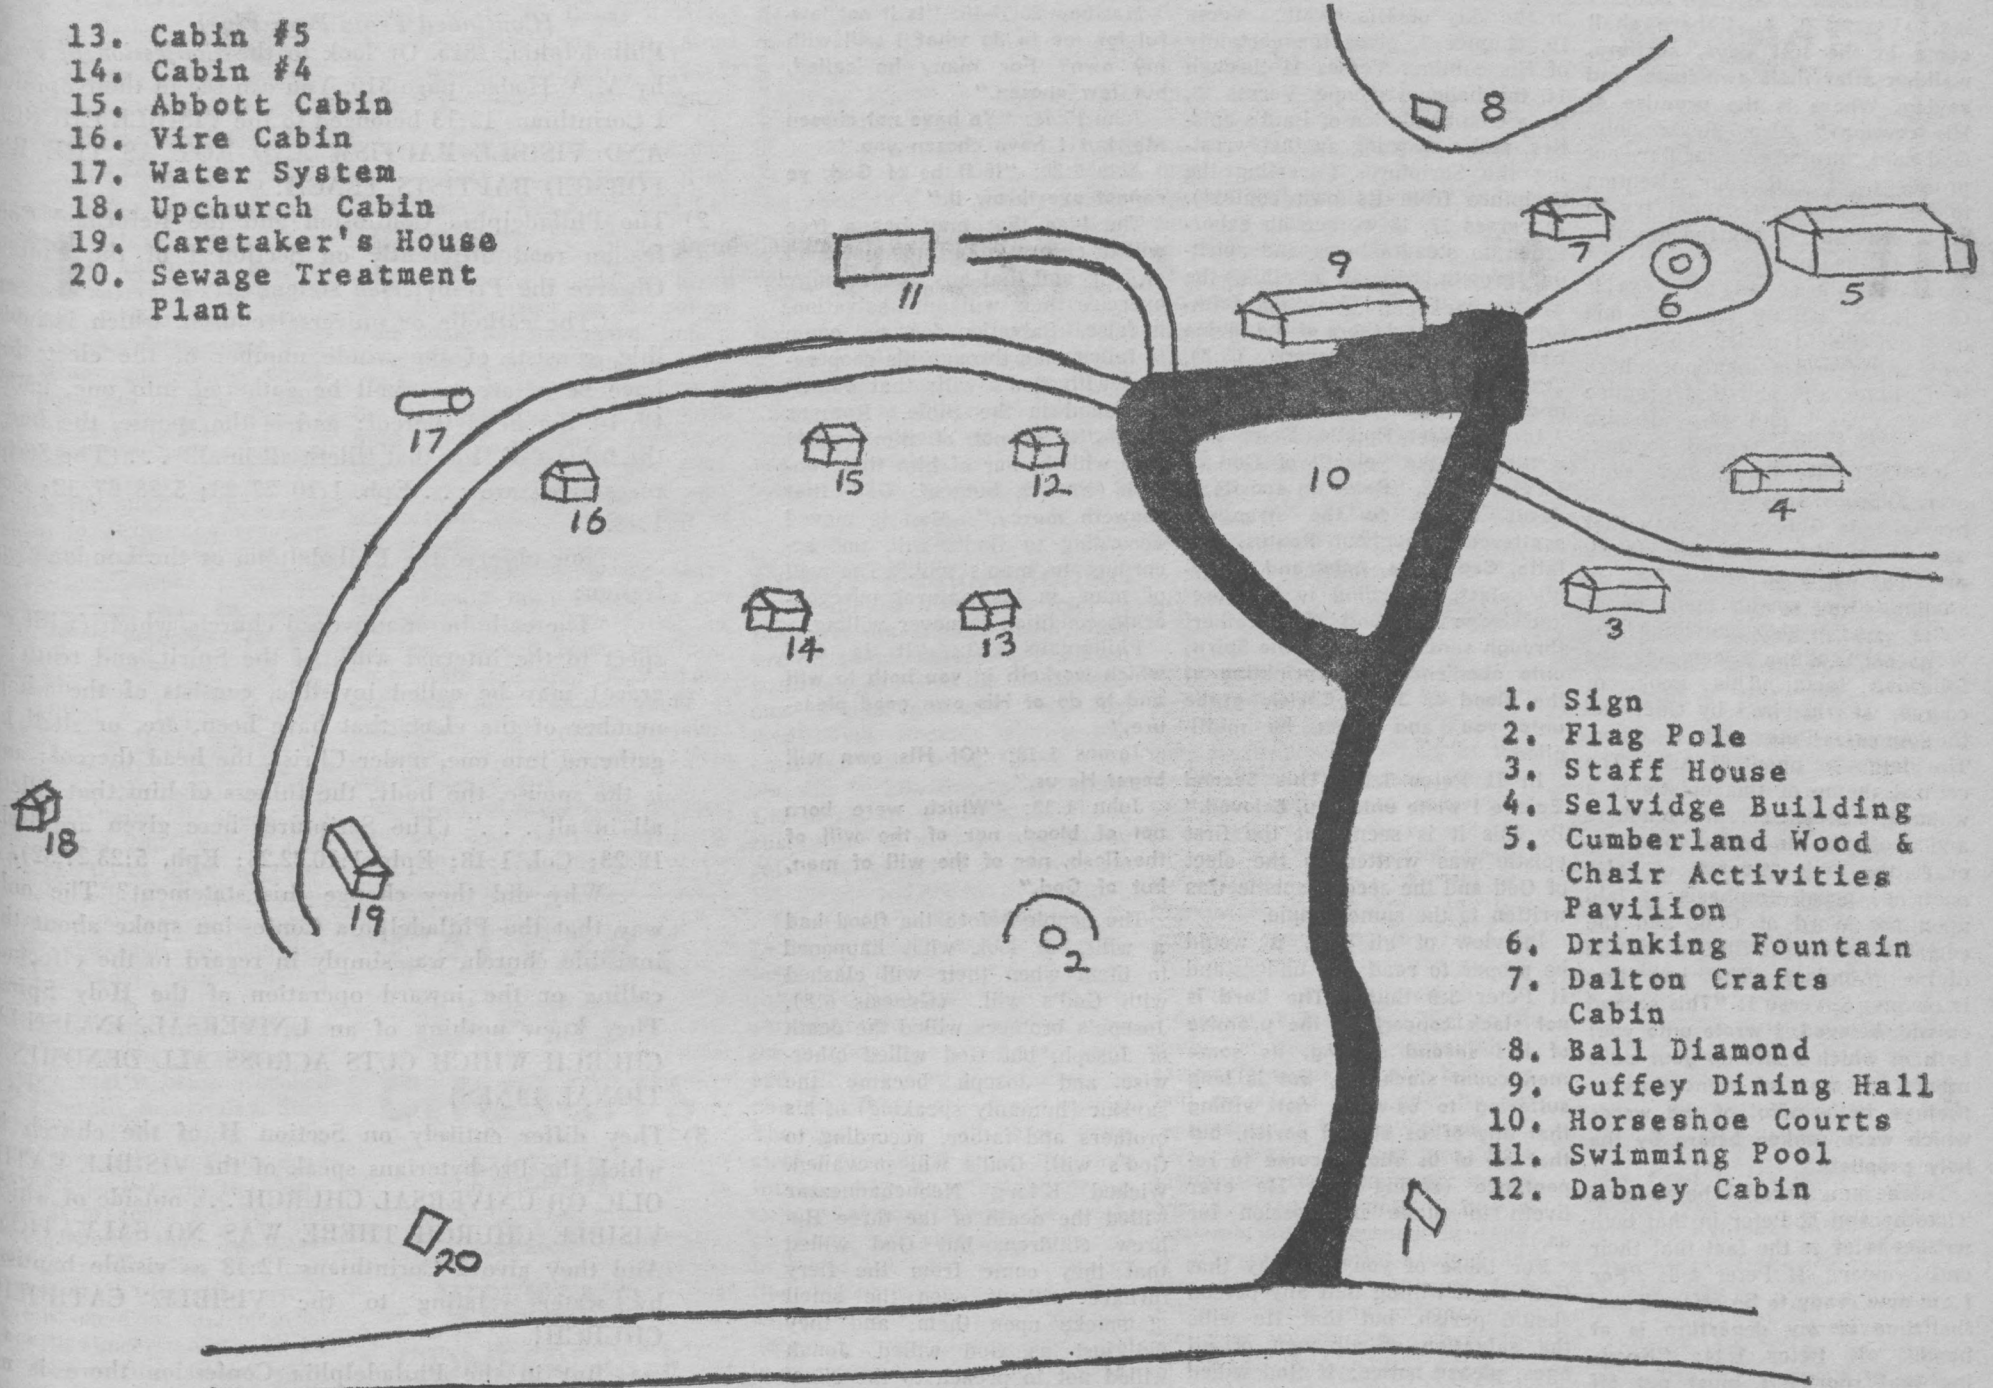 13. Cabin #5
14. Cabin #4
15. Abbott Cabin
16. Vire Cabin
17. Water System
18. Upchurch Cabin
19. Caretaker's House
20. Sewage Treatment
Plant
8
7
6
5
9
11
17
16
15
12
10
4
3
14
13
18
19
2
20
1
1. Sign
2. Flag Pole
3. Staff House
4. Selvidge Building
5. Cumberland Wood &
Chair Activities
Pavilion
6. Drinking Fountain
7. Dalton Crafts
Cabin
8. Ball Diamond
9. Guffey Dining Hall
10. Horseshoe Courts
11. Swimming Pool
12. Dabney Cabin